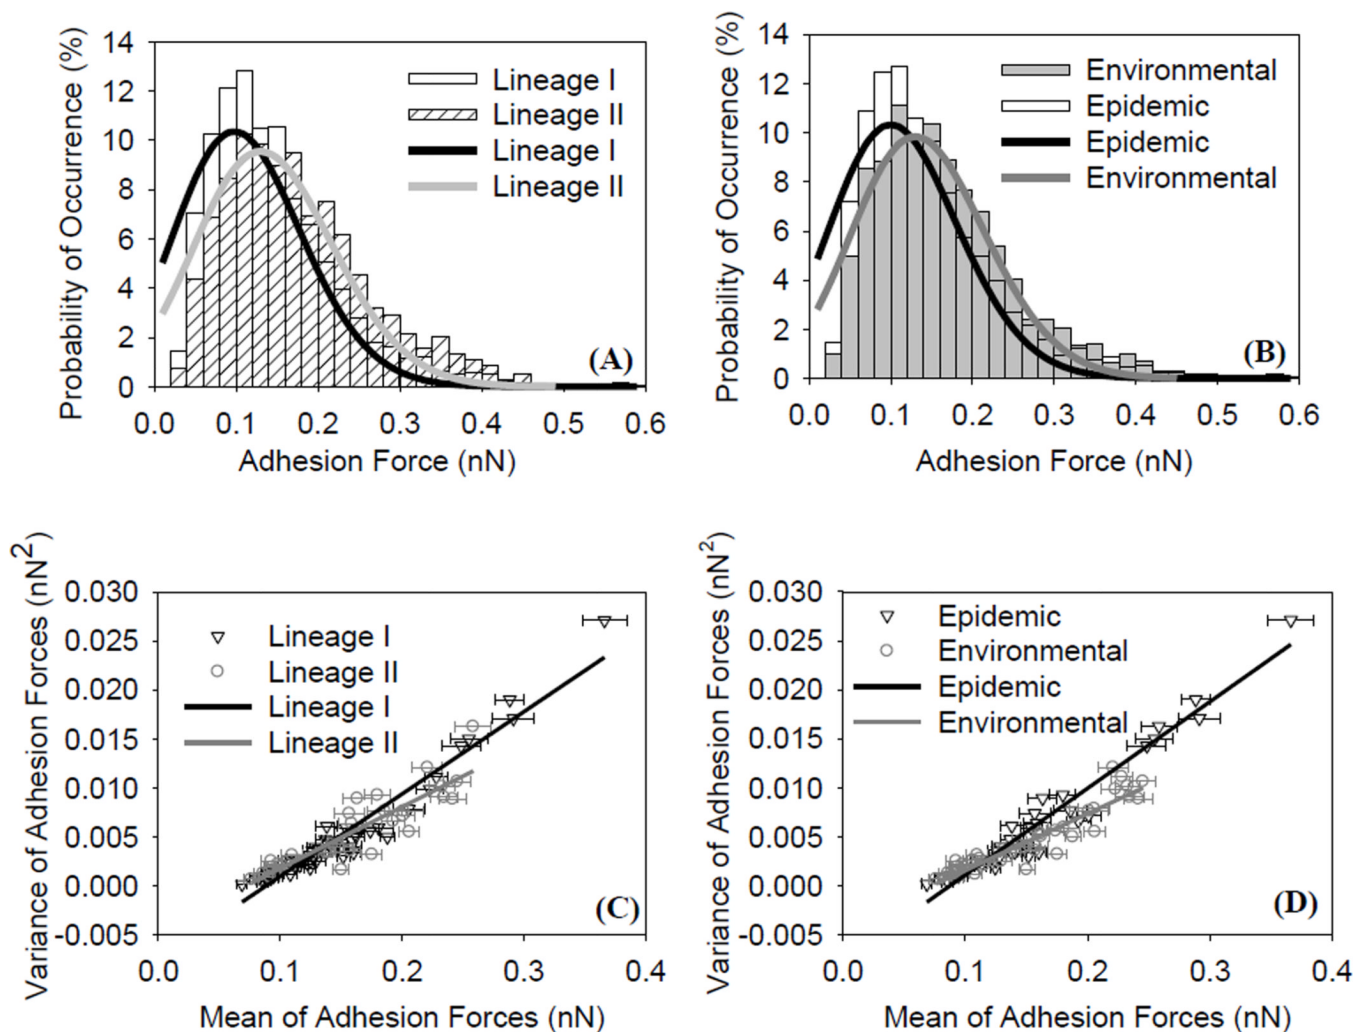 Probability of Occurrence (%)
14
12
10
8
6
4
2
0
Lineage I
Lineage II
Lineage I
Lineage II
(A)
0.0 0.1 0.2 0.3 0.4 0.5 0.6
Adhesion Force (nN)
Probability of Occurrence (%)
14
12
10
8
6
4
2
0
Environmental
Epidemic
Epidemic
Environmental
(B)
0.0 0.1 0.2 0.3 0.4 0.5 0.6
Adhesion Force (nN)
Variance of Adhesion Forces (nN²)
0.030
0.025
0.020
0.015
0.010
0.005
0.000
-0.005
Lineage I
Lineage II
Lineage I
Lineage II
(C)
0.0 0.1 0.2 0.3 0.4
Mean of Adhesion Forces (nN)
Variance of Adhesion Forces (nN²)
0.030
0.025
0.020
0.015
0.010
0.005
0.000
-0.005
Epidemic
Environmental
Epidemic
Environmental
(D)
0.0 0.1 0.2 0.3 0.4
Mean of Adhesion Forces (nN)